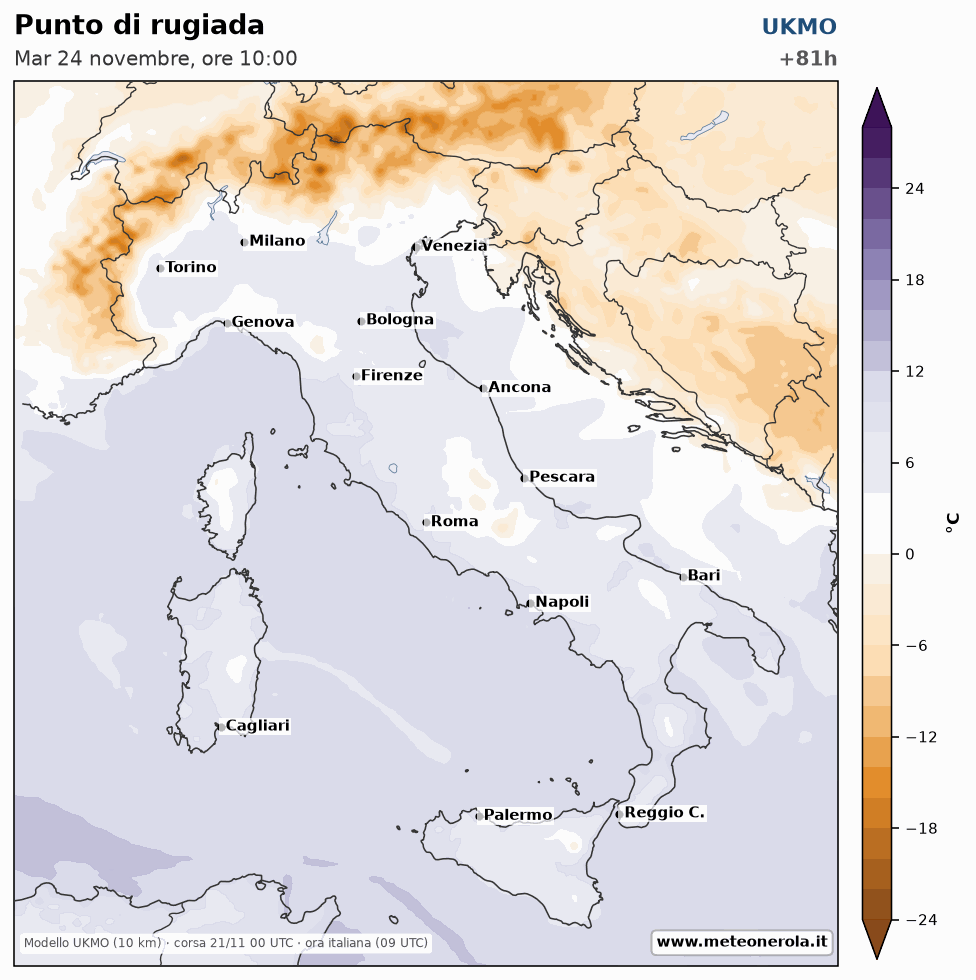 Punto di rugiada
UKMO
Mar 24 novembre, ore 10:00
+81h
Milano
Venezia
Torino
Genova
Bologna
Firenze
Ancona
Pescara
Roma
Bari
Napoli
Cagliari
Palermo
Reggio C.
24
18
12
6
0
−6
−12
−18
−24
°C
Modello UKMO (10 km) · corsa 21/11 00 UTC · ora italiana (09 UTC)
www.meteonerola.it